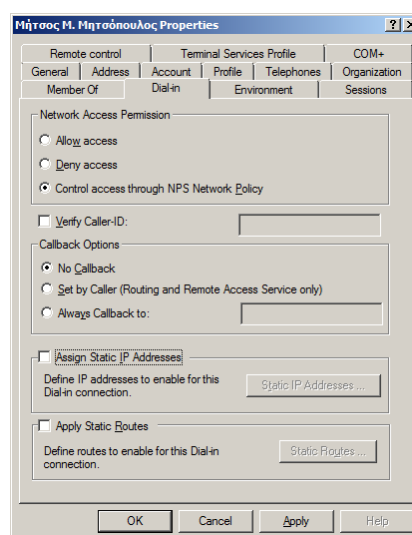 Μήτσος Μ. Μητσόπουλος Properties
Remote control Terminal Services Profile COM+
General Address Account Profile Telephones Organization
Member Of Dial-in Environment Sessions
Network Access Permission
Allow access
Deny access
Control access through NPS Network Policy
Verify Caller-ID:
Callback Options
No Callback
Set by Caller (Routing and Remote Access Service only)
Always Callback to:
Assign Static IP Addresses
Define IP addresses to enable for this
Dial-in connection.
Static IP Addresses ...
Apply Static Routes
Define routes to enable for this Dial-in
connection.
Static Routes ...
OK Cancel Apply Help